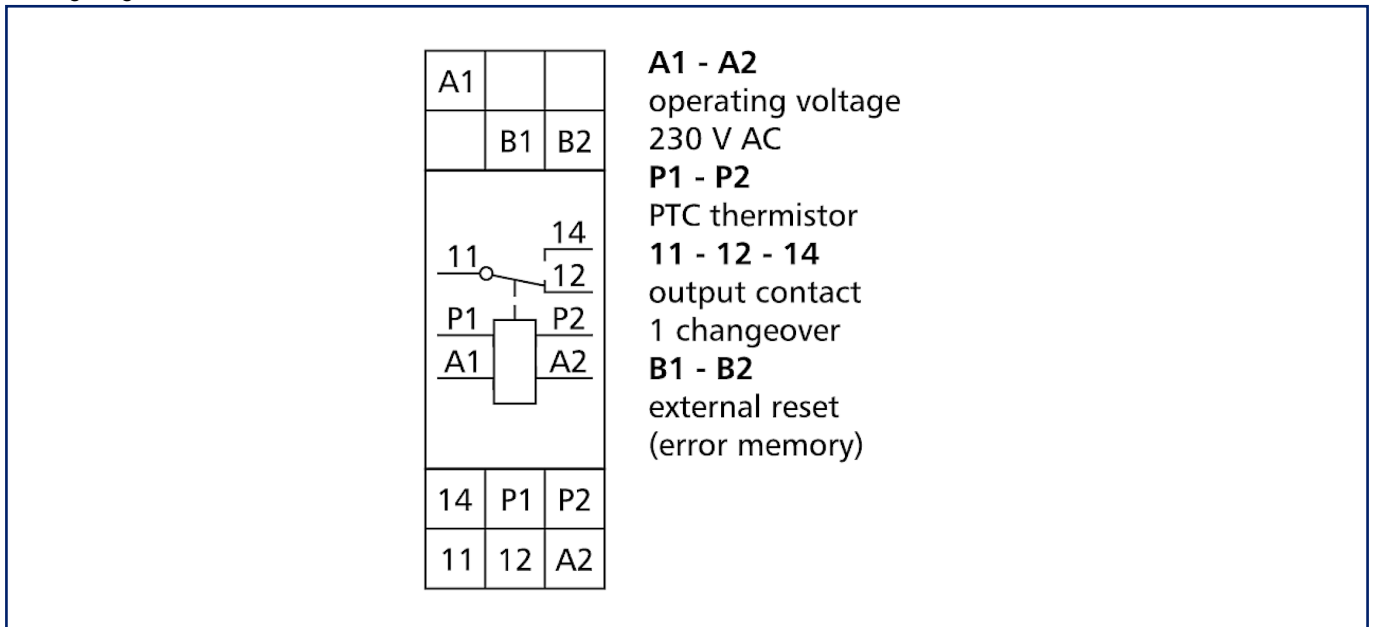 A1
B1 B2
14
11
12
P1 P2
A1 A2
14 P1 P2
11 12 A2
A1 - A2
operating voltage
230 V AC
P1 - P2
PTC thermistor
11 - 12 - 14
output contact
1 changeover
B1 - B2
external reset
(error memory)